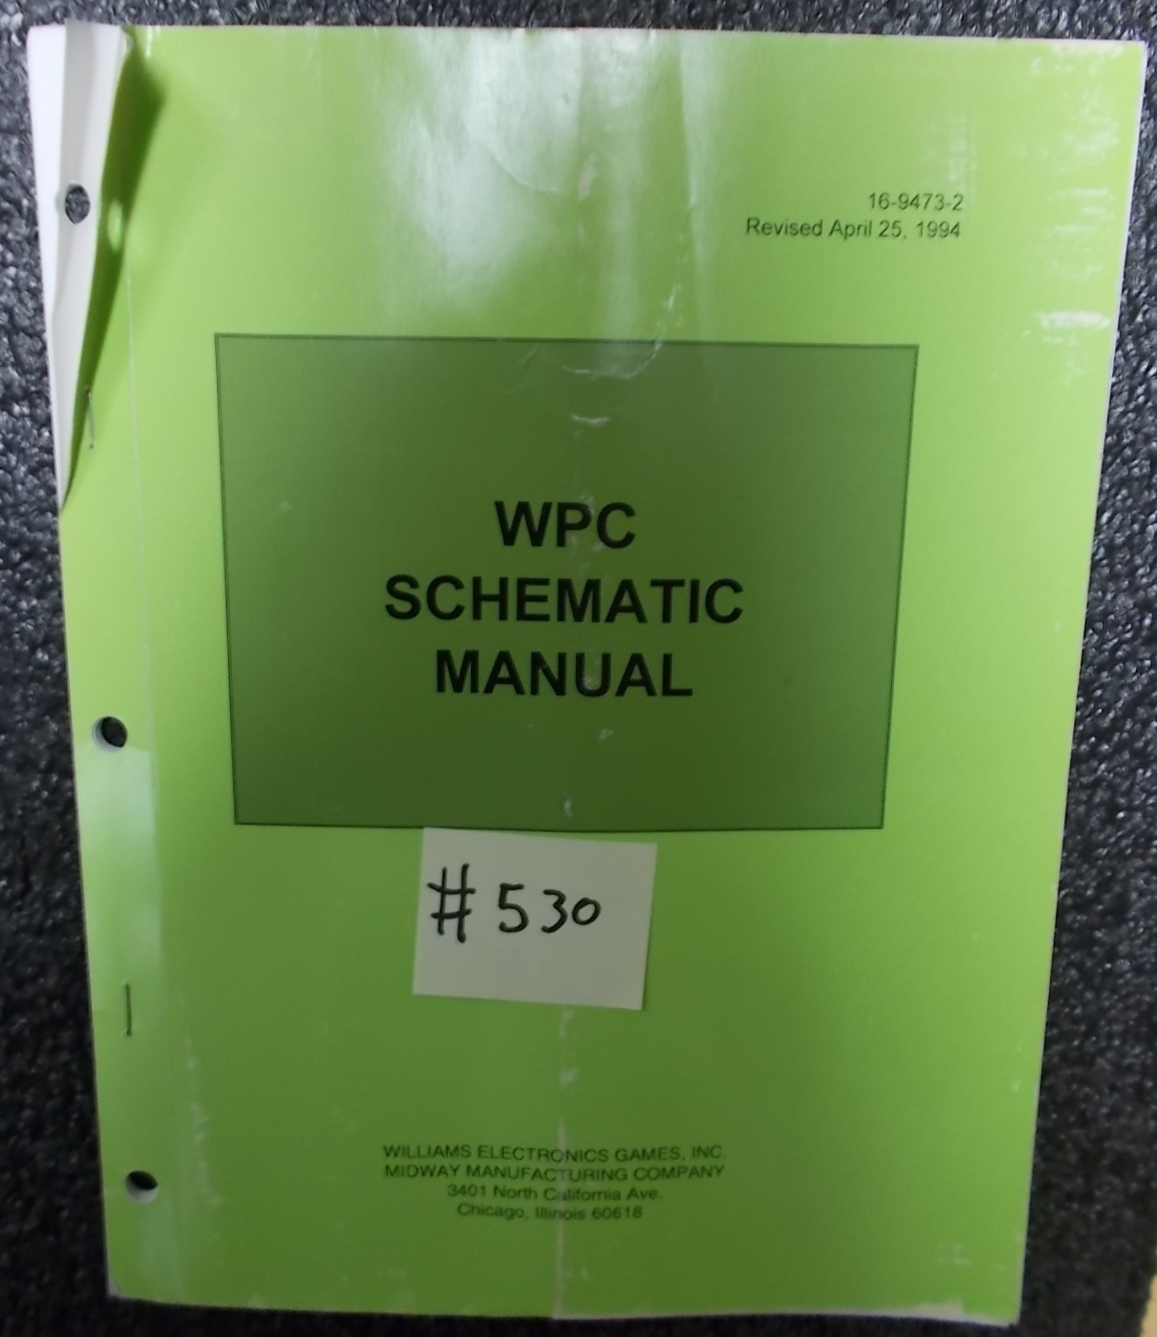 16-9473-2
Revised April 25, 1994
WPC
SCHEMATIC
MANUAL
#530
WILLIAMS ELECTRONICS GAMES, INC.
MIDWAY MANUFACTURING COMPANY
3401 North California Ave.
Chicago, Illinois 60618